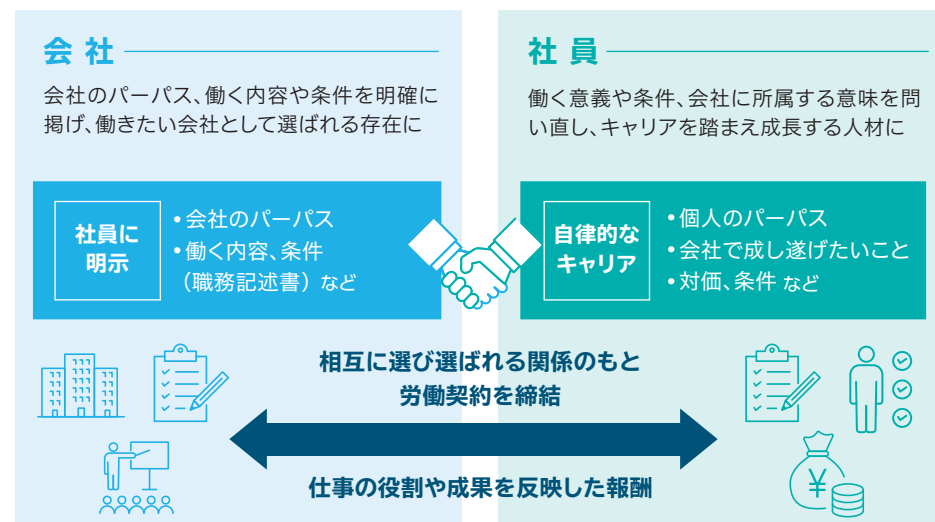 会社
会社のパーパス、働く内容や条件を明確に
掲げ、働きたい会社として選ばれる存在に
社員に
明示
•会社のパーパス
•働く内容、条件
（職務記述書）など
社員
働く意義や条件、会社に所属する意味を問
い直し、キャリアを踏まえ成長する人材に
自律的な
キャリア
•個人のパーパス
•会社で成し遂げたいこと
•対価、条件 など
相互に選び選ばれる関係のもと
労働契約を締結
仕事の役割や成果を反映した報酬
¥